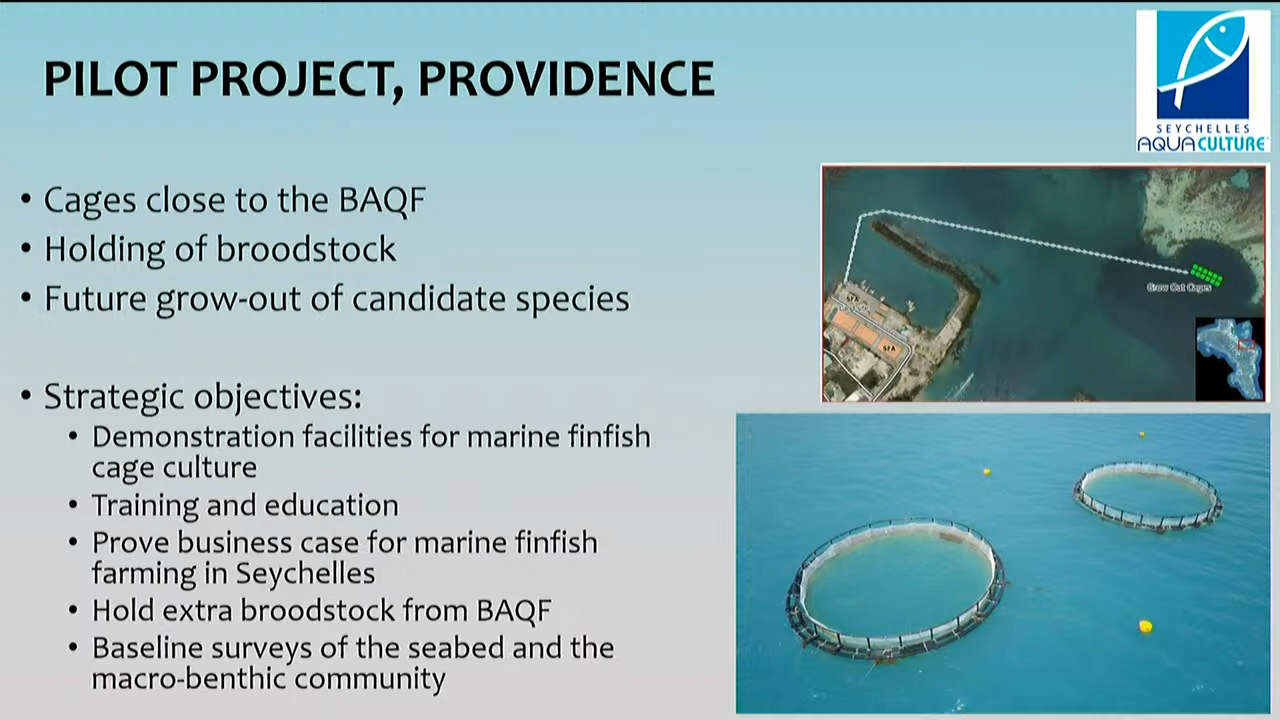 PILOT PROJECT, PROVIDENCE
SEYCHELLES
AQUACULTURE
• Cages close to the BAQF
• Holding of broodstock
• Future grow-out of candidate species
• Strategic objectives:
• Demonstration facilities for marine finfish
cage culture
• Training and education
• Prove business case for marine finfish
farming in Seychelles
• Hold extra broodstock from BAQF
• Baseline surveys of the seabed and the
macro-benthic community
Grow Out Cages
SFA